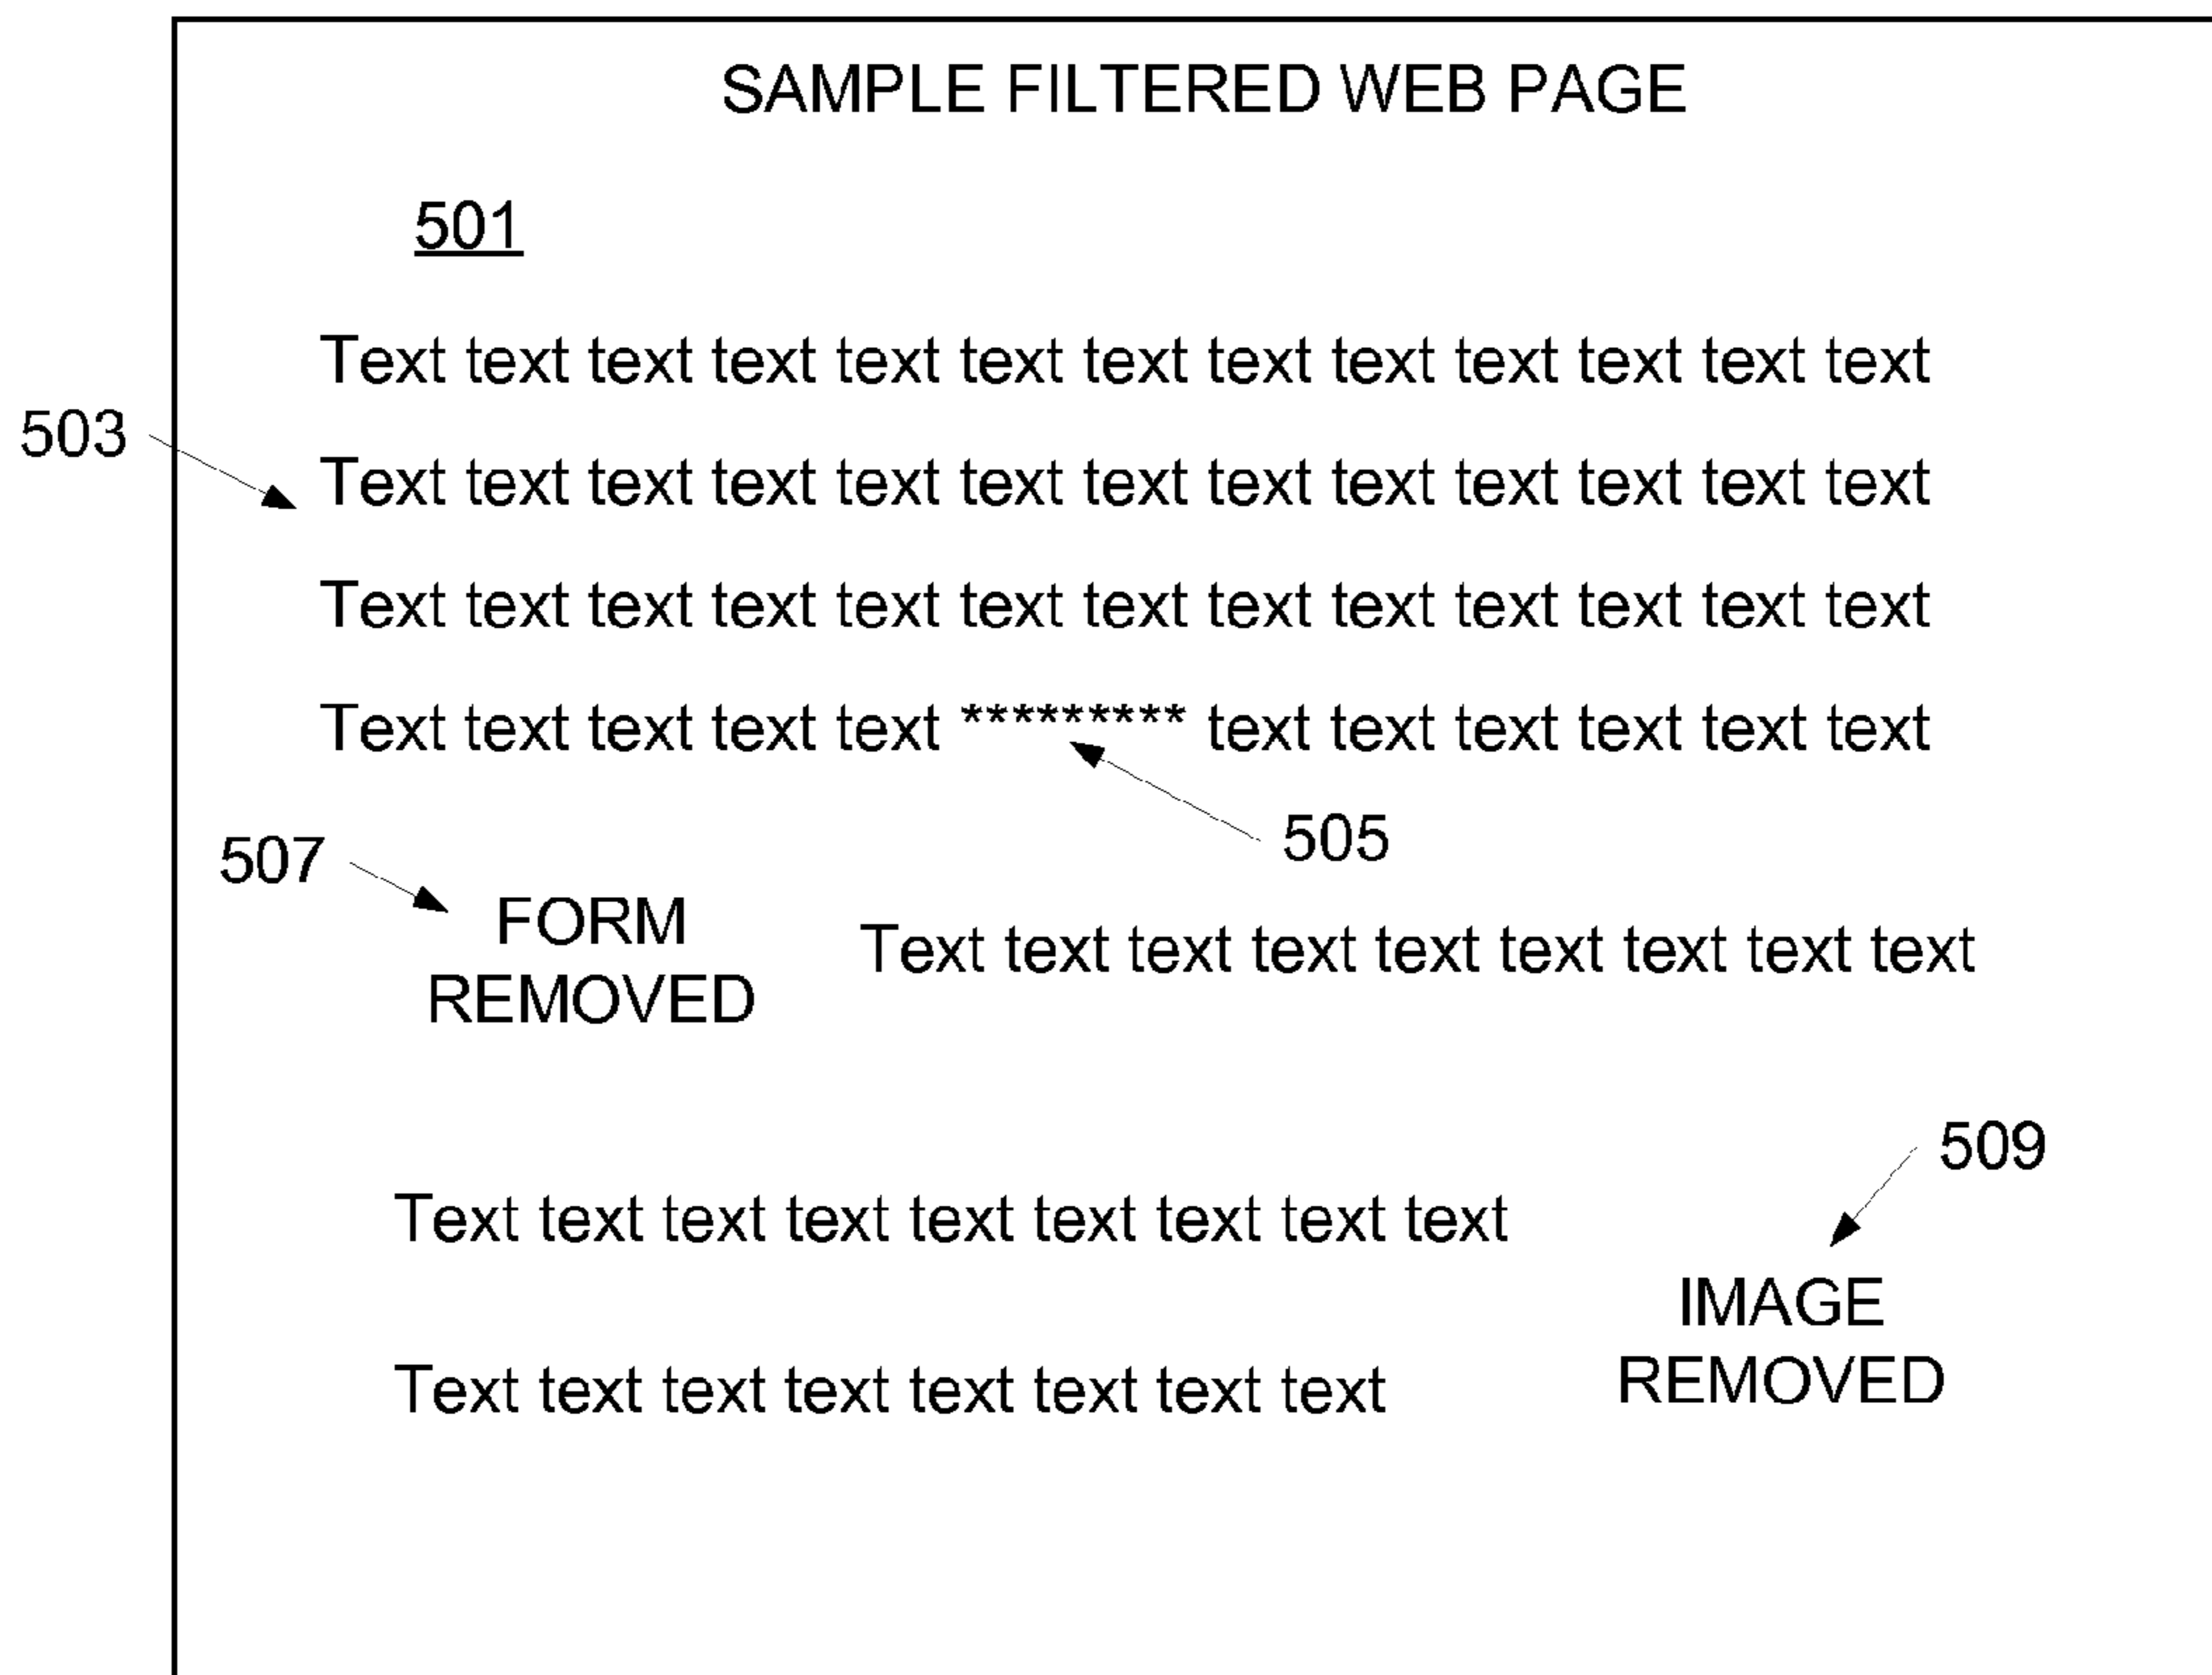 SAMPLE FILTERED WEB PAGE
501
Text text text text text text text text text text text text text
503
Text text text text text text text text text text text text text
Text text text text text text text text text text text text text
Text text text text text ********* text text text text text text
505
507
FORM
REMOVED
Text text text text text text text text text
509
Text text text text text text text text text
Text text text text text text text text
IMAGE
REMOVED